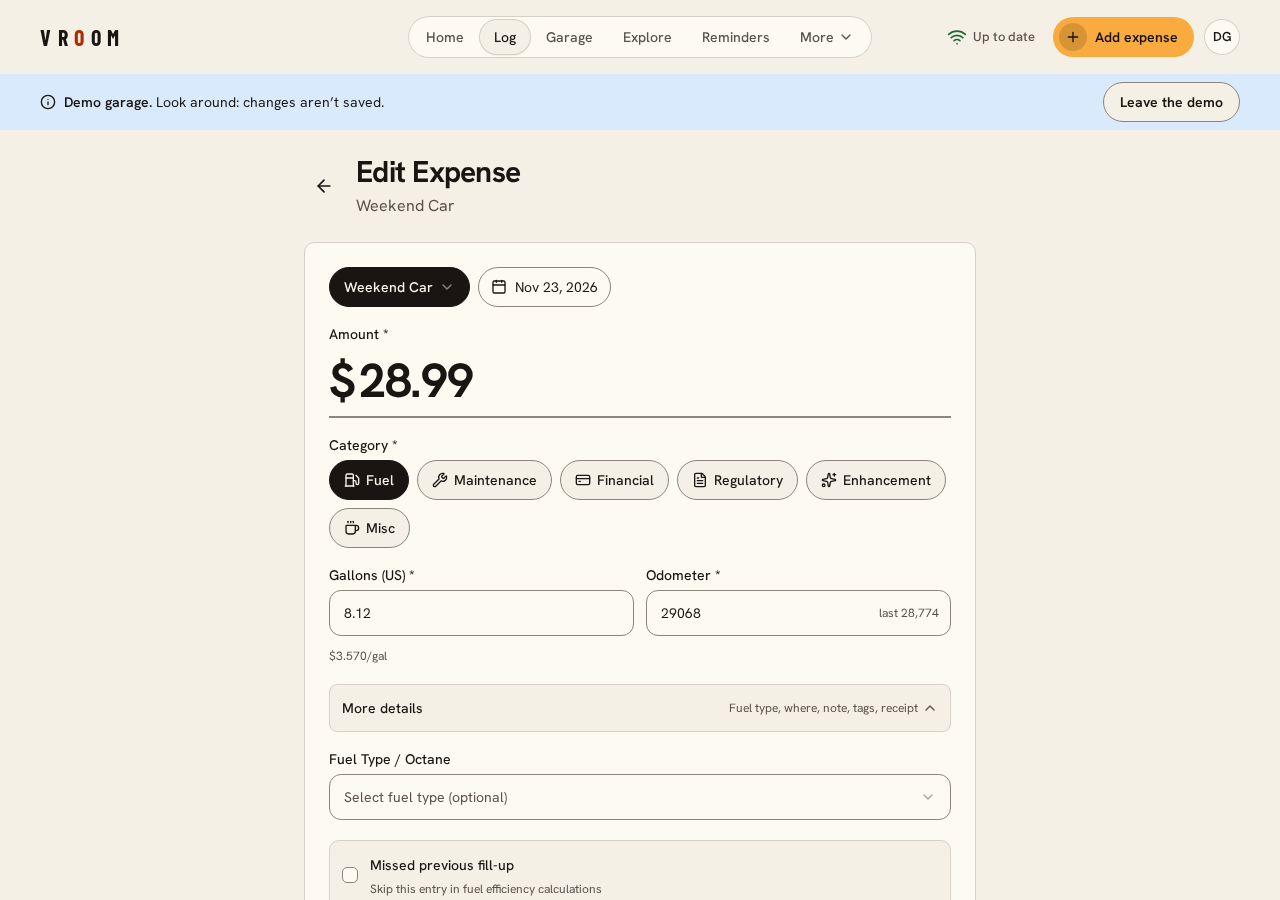 VROOM
Home
Log
Garage
Explore
Reminders
More
Up to date
Add expense
DG
Demo garage. Look around: changes aren’t saved.
Leave the demo
Edit Expense
Weekend Car
Weekend Car
Nov 23, 2026
Amount *
$28.99
Category *
Fuel
Maintenance
Financial
Regulatory
Enhancement
Misc
Gallons (US) *
Odometer *
8.12
29068
last 28,774
$3.570/gal
More details
Fuel type, where, note, tags, receipt
Fuel Type / Octane
Select fuel type (optional)
Missed previous fill-up
Skip this entry in fuel efficiency calculations